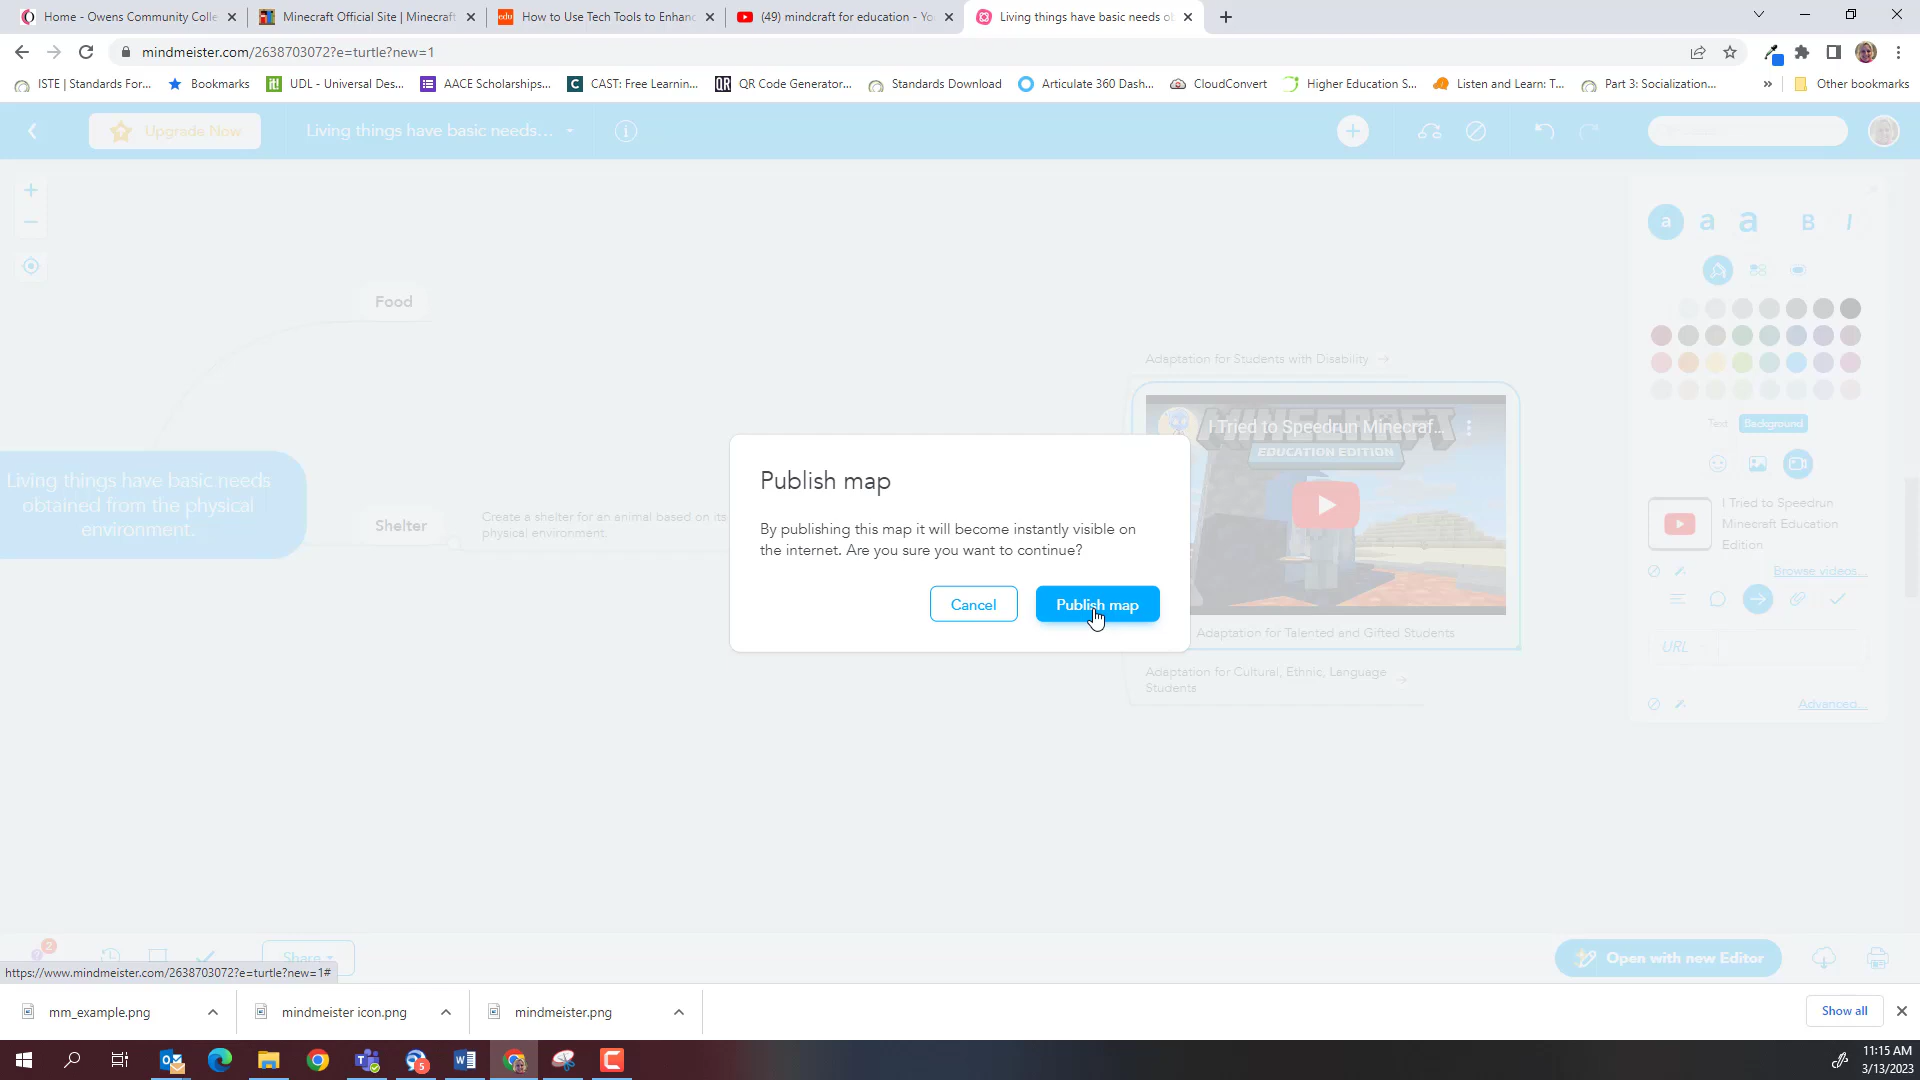 Home - Owens Community Colle
Minecraft Official Site | Minecraft
How to Use Tech Tools to Enhanc
(49) mindcraft for education - Yo
Living things have basic needs o
mindmeister.com/2638703072?e=turtle?new=1
ISTE | Standards For...
Bookmarks
UDL - Universal Des...
AACE Scholarships...
CAST: Free Learnin...
QR Code Generator...
Standards Download
Articulate 360 Dash...
CloudConvert
Higher Education S...
Listen and Learn: T...
Part 3: Socialization...
»
Other bookmarks
Upgrade Now
Living things have basic needs...
a a a B I
Food
Adaptation for Students with Disability
I Tried to Speedrun Minecraf...
MINECRAFT
EDUCATION EDITION
Text Background
Living things have basic needs
obtained from the physical
environment.
Shelter
Create a shelter for an animal based on its
physical environment.
Publish map
By publishing this map it will become instantly visible on
the internet. Are you sure you want to continue?
Cancel
Publish map
Adaptation for Talented and Gifted Students
Adaptation for Cultural, Ethnic, Language
Students
I Tried to Speedrun
Minecraft Education
Edition
Browse videos...
URL
Advanced...
2
Share
Open with new Editor
https://www.mindmeister.com/2638703072?e=turtle?new=1#
mm_example.png
mindmeister icon.png
mindmeister.png
Show all
5
11:15 AM
3/13/2023